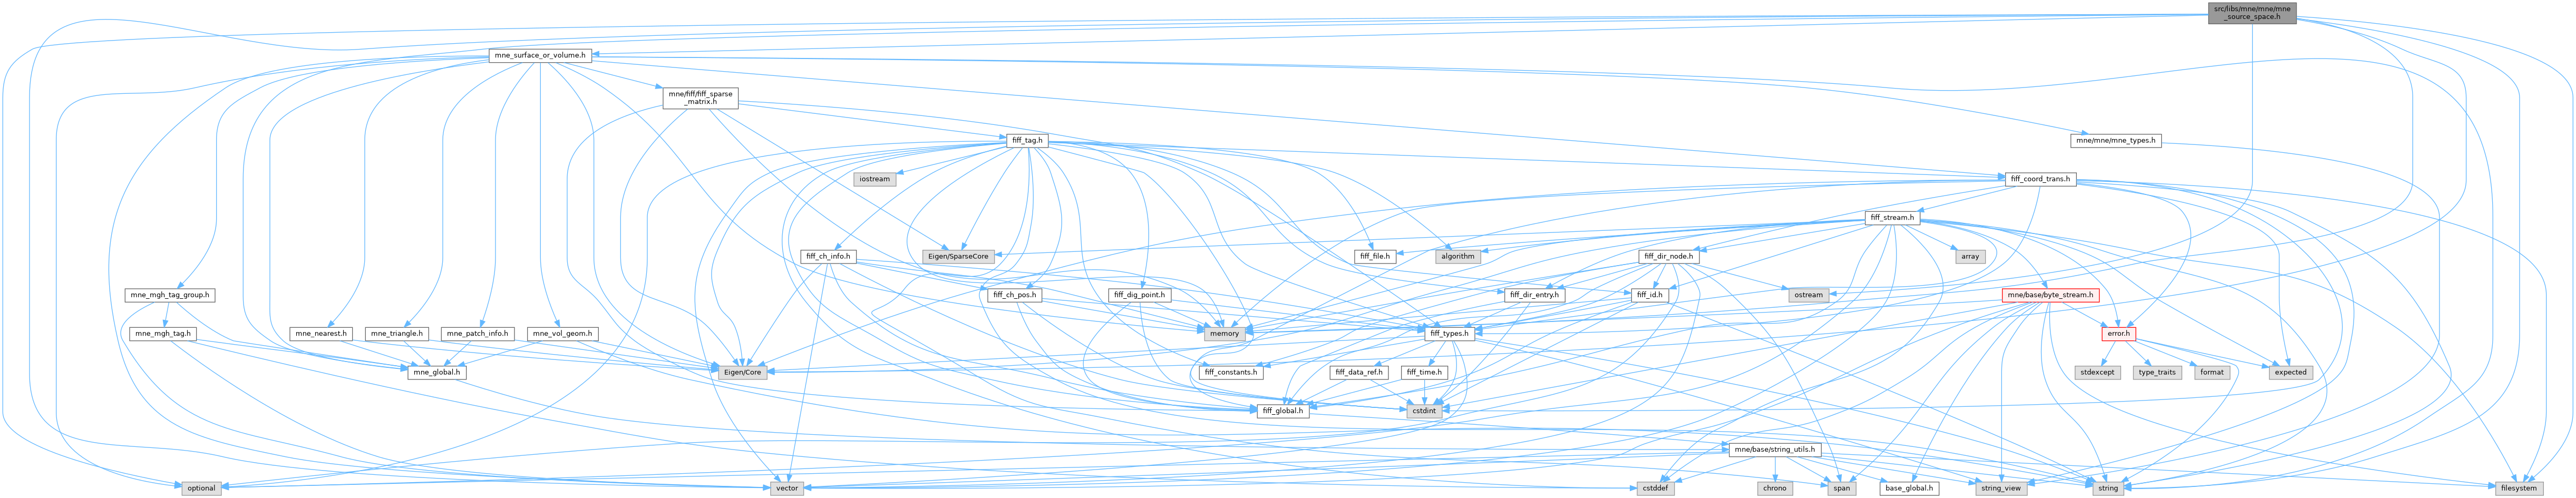 src/libs/mne/mne/mne
_source_space.h
mne_surface_or_volume.h
mne/fiff/fiff_sparse
_matrix.h
fiff_tag.h
mne/mne/mne_types.h
iostream
fiff_coord_trans.h
fiff_stream.h
fiff_ch_info.h
Eigen/SparseCore
fiff_file.h
algorithm
fiff_dir_node.h
array
mne_mgh_tag_group.h
fiff_ch_pos.h
fiff_dig_point.h
fiff_dir_entry.h
fiff_id.h
ostream
mne/base/byte_stream.h
mne_mgh_tag.h
mne_nearest.h
mne_triangle.h
mne_patch_info.h
mne_vol_geom.h
memory
fiff_types.h
error.h
mne_global.h
Eigen/Core
fiff_constants.h
fiff_data_ref.h
fiff_time.h
stdexcept
type_traits
format
expected
fiff_global.h
cstdint
mne/base/string_utils.h
optional
vector
cstddef
chrono
span
base_global.h
string_view
string
filesystem